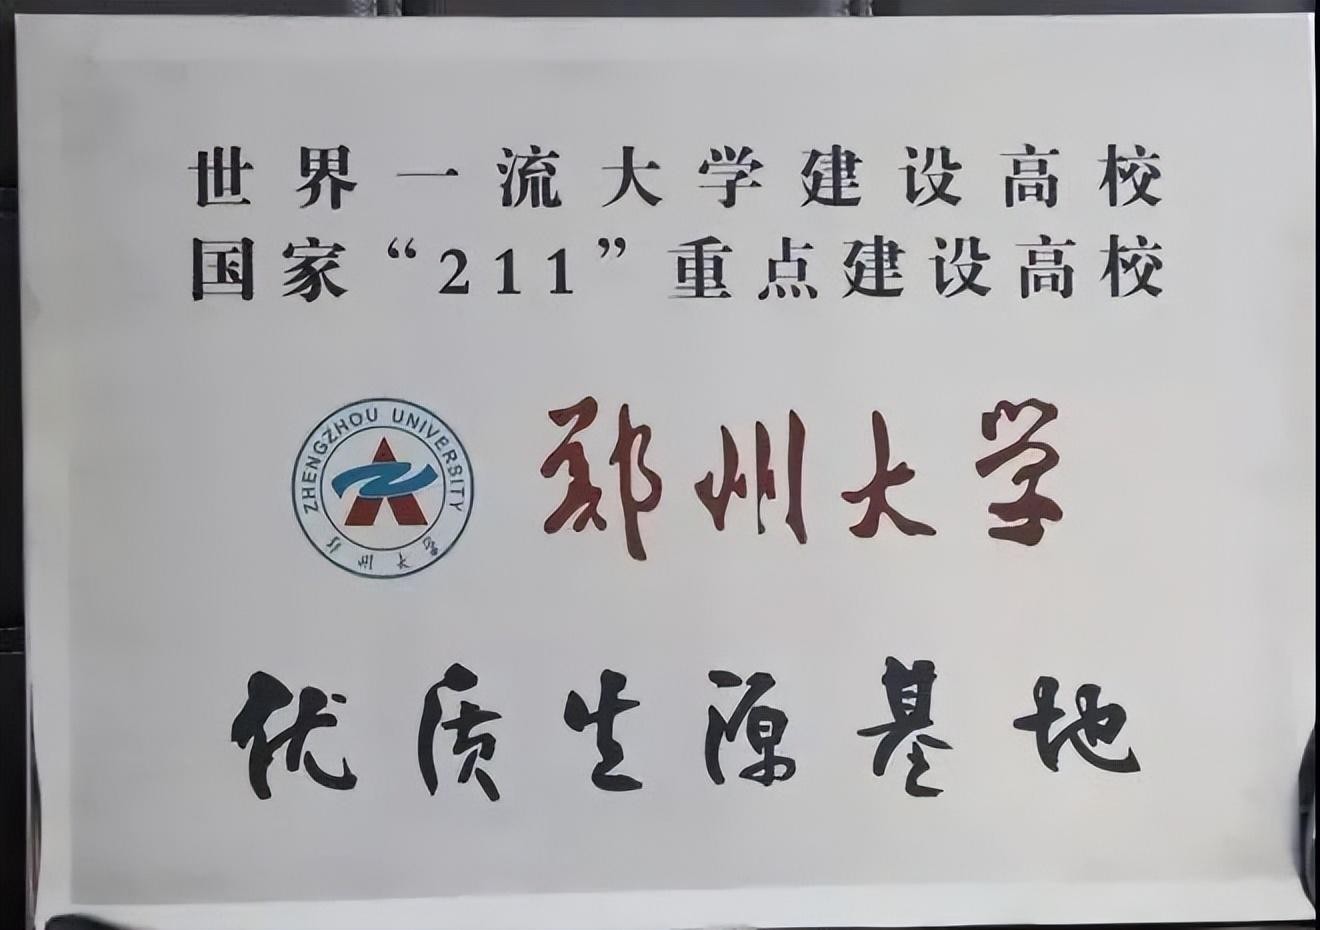 世界一流大学建设高校
国家“211”重点建设高校
ZHENGZHOU UNIVERSITY
郑州大学
郑州大学
优质生源基地